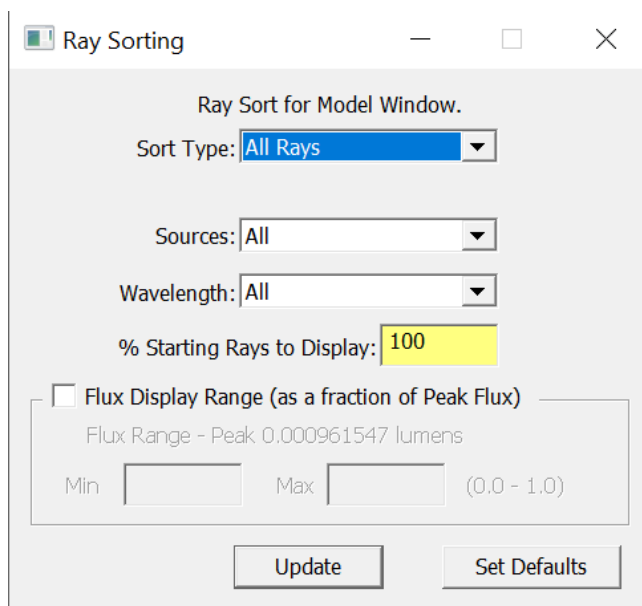 Ray Sorting
Ray Sort for Model Window.
Sort Type: All Rays
Sources: All
Wavelength: All
% Starting Rays to Display: 100
Flux Display Range (as a fraction of Peak Flux)
Flux Range - Peak 0.000961547 lumens
Min Max (0.0 - 1.0)
Update Set Defaults